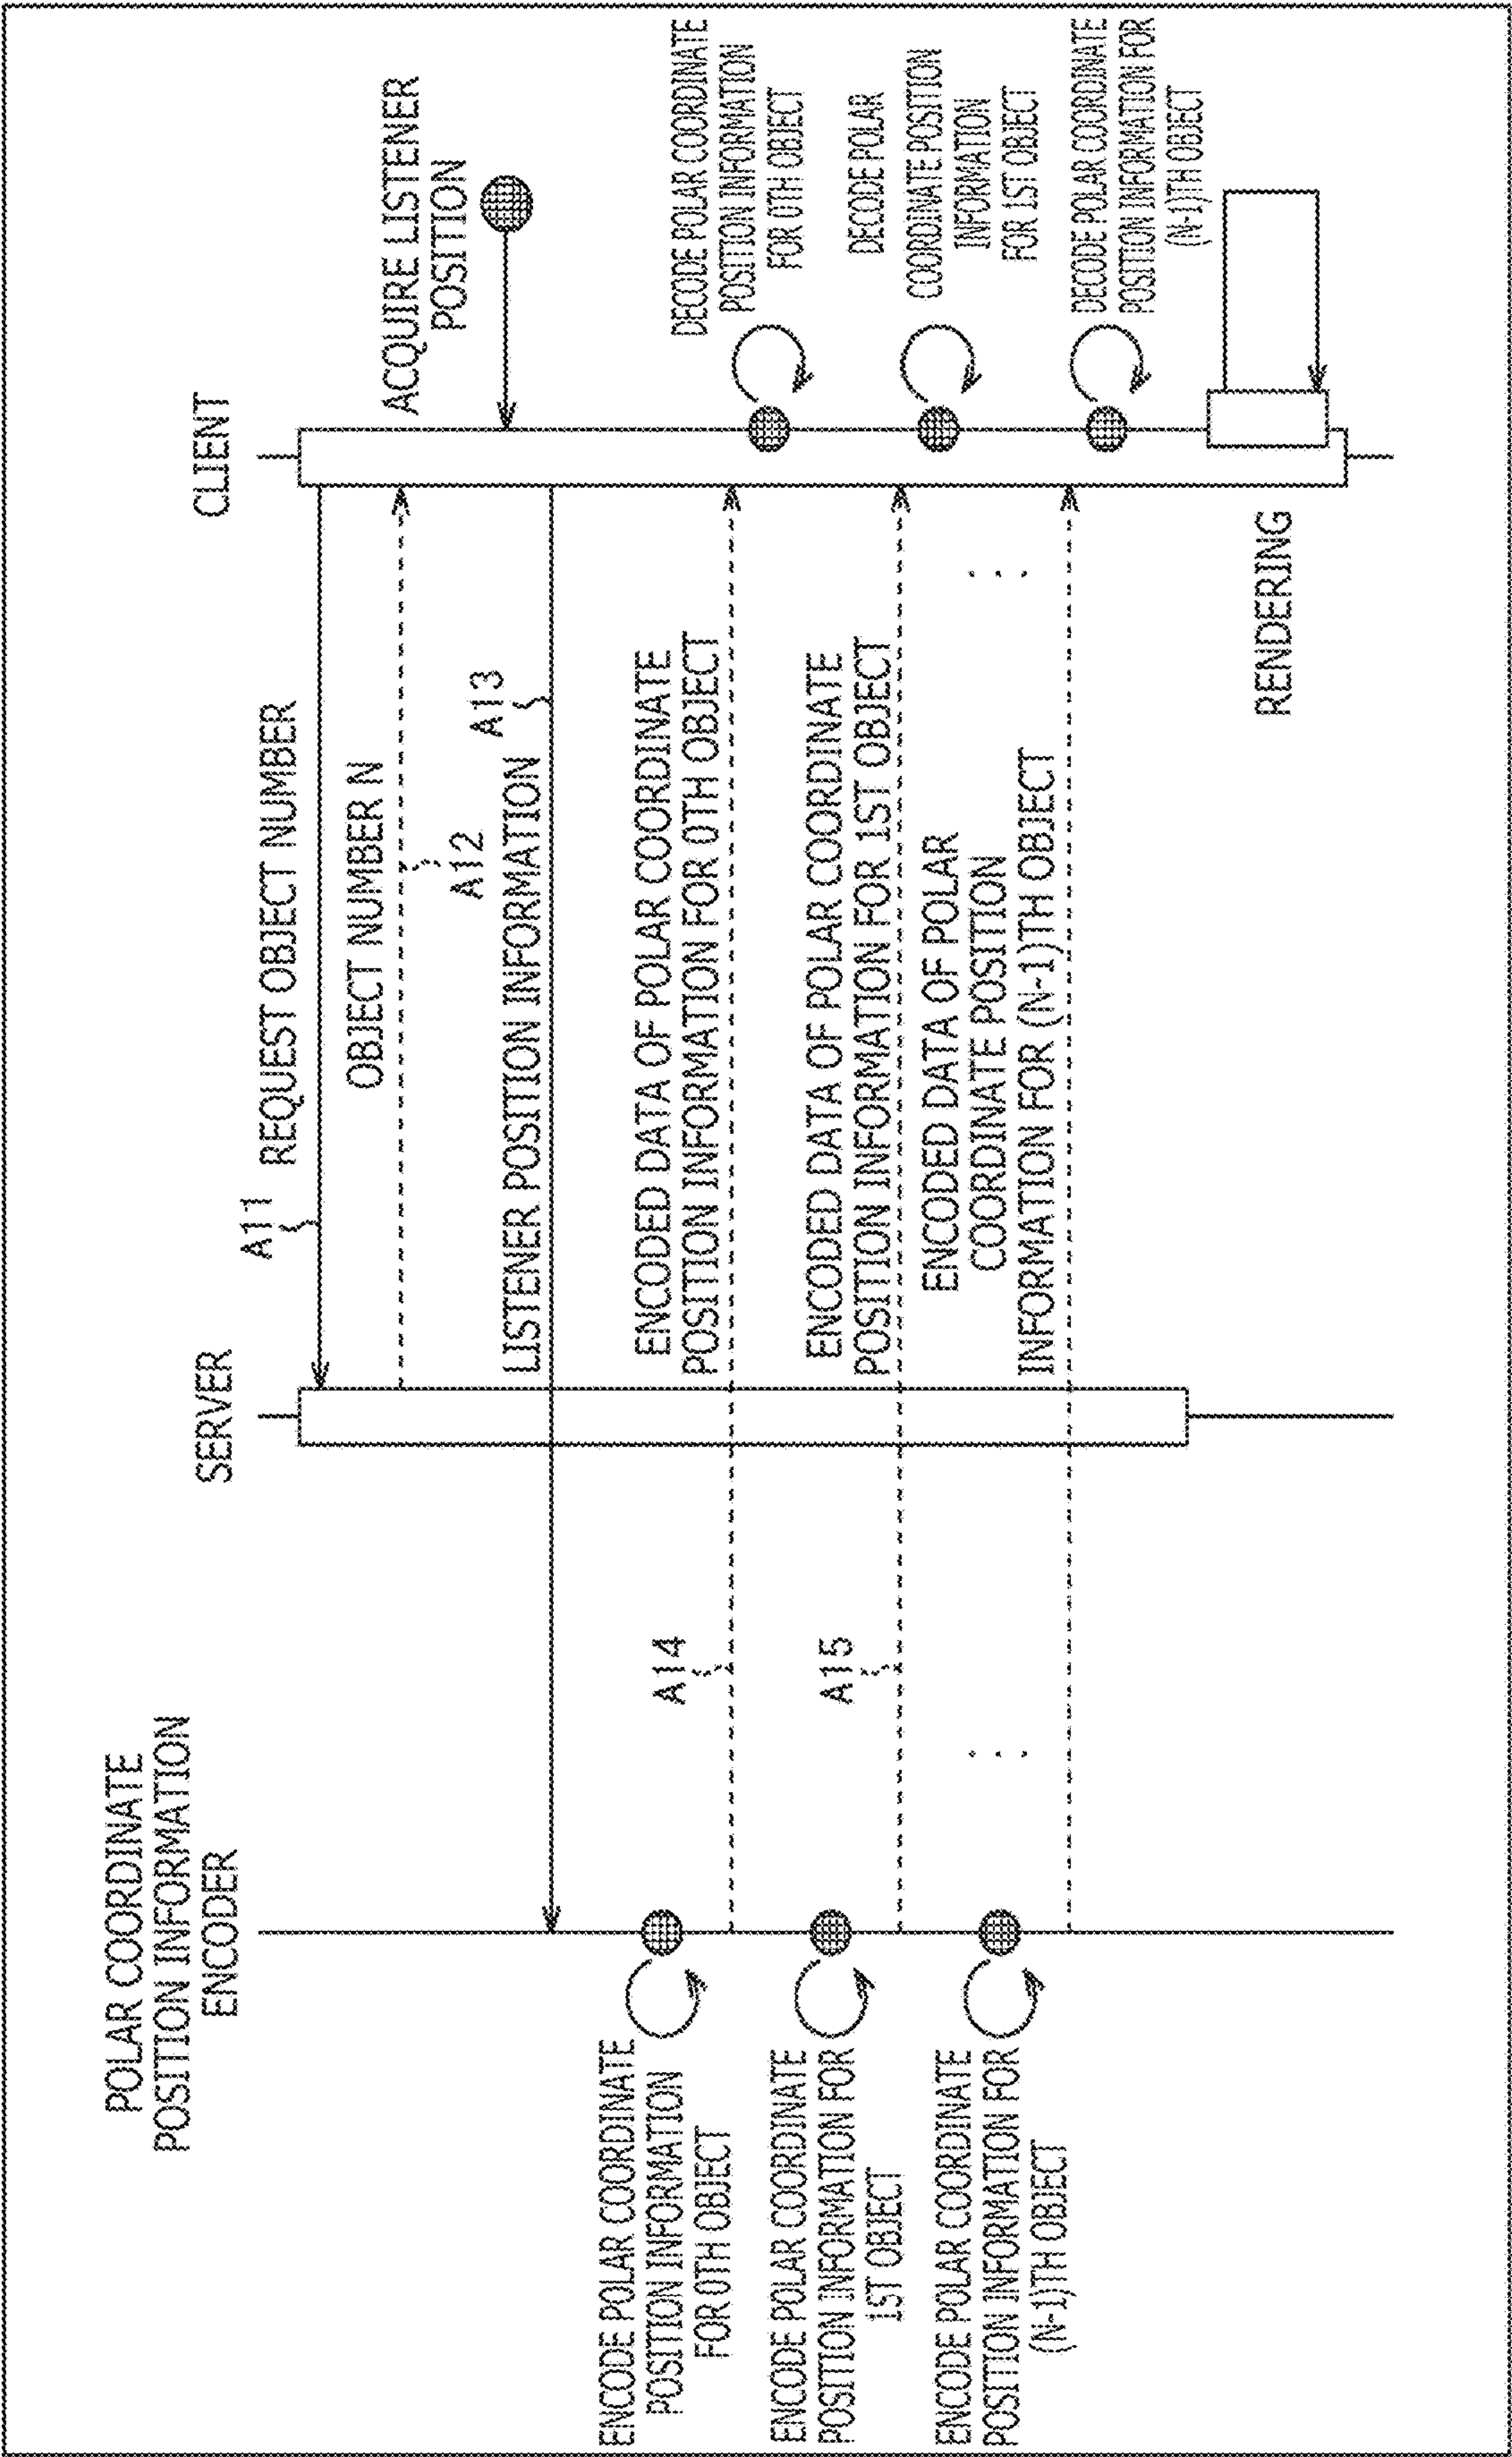 POLAR COORDINATE
POSITION INFORMATION
ENCODER
SERVER
CLIENT
A11
REQUEST OBJECT NUMBER
OBJECT NUMBER N
A12
ACQUIRE LISTENER
POSITION
A13
LISTENER POSITION INFORMATION
ENCODE POLAR COORDINATE
POSITION INFORMATION
FOR 0TH OBJECT
A14
ENCODED DATA OF POLAR COORDINATE
POSITION INFORMATION FOR 0TH OBJECT
DECODE POLAR COORDINATE
POSITION INFORMATION
FOR 0TH OBJECT
ENCODE POLAR COORDINATE
POSITION INFORMATION FOR
1ST OBJECT
A15
ENCODED DATA OF POLAR COORDINATE
POSITION INFORMATION FOR 1ST OBJECT
DECODE POLAR
COORDINATE POSITION
INFORMATION
FOR 1ST OBJECT
ENCODE POLAR COORDINATE
POSITION INFORMATION FOR
(N-1)TH OBJECT
. . .
ENCODED DATA OF POLAR
COORDINATE POSITION
INFORMATION FOR (N-1)TH OBJECT
. . .
DECODE POLAR COORDINATE
POSITION INFORMATION FOR
(N-1)TH OBJECT
RENDERING